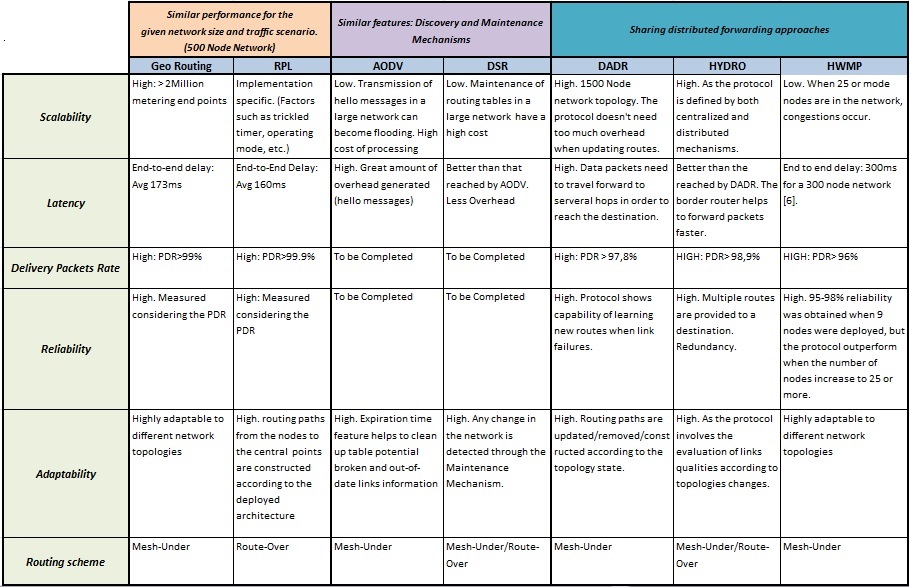 Similar performance for the
given network size and traffic scenario.
(500 Node Network)
Similar features: Discovery and Maintenance
Mechanisms
Sharing distributed forwarding approaches
Geo Routing
RPL
AODV
DSR
DADR
HYDRO
HWMP
Scalability
High: > 2Million
metering end points
Implementation
specific. (Factors
such as trickled
timer, operating
mode, etc.)
Low. Transmission of
hello messages in a
large network can
become flooding. High
cost of processing
Low. Maintenance of
routing tables in a
large network have a
high cost
High. 1500 Node
network topology. The
protocol doesn't need
too much overhead
when updating routes.
High. As the protocol
is defined by both
centralized and
distributed
mechanisms.
Low. When 25 or mode
nodes are in the network,
congestions occur.
Latency
End-to-end delay:
Avg 173ms
End-to-End Delay:
Avg 160ms
High. Great amount of
overhead generated
(hello messages)
Better than that
reached by AODV.
Less Overhead
High. Data packets need
to travel forward to
serveral hops in order to
reach the destination.
Better than the
reached by DADR. The
border router helps
to forward packets
faster.
End to end delay: 300ms
for a 300 node network
[6].
Delivery Packets Rate
High: PDR>99%
High: PDR>99.9%
To be Completed
To be Completed
High: PDR > 97,8%
HIGH: PDR> 98,9%
HIGH: PDR> 96%
Reliability
High. Measured
considering the PDR
High: Measured
considering the
PDR
To be Completed
To be Completed
High. Protocol shows
capability of learning
new routes when link
failures.
High. Multiple routes
are provided to a
destination.
Redundancy.
High. 95-98% reliability
was obtained when 9
nodes were deployed, but
the protocol outperform
when the number of
nodes increase to 25 or
more.
Adaptability
Highly adaptable to
different network
topologies
High. routing paths
from the nodes to
the central points
are constructed
according to the
deployed
architecture
High. Expiration time
feature helps to clean
up table potential
broken and out-of-
date links information
High. Any change in
the network is
detected through the
Maintenance
Mechanism.
High. Routing paths are
updated/removed/const
ructed according to the
topology state.
High. As the protocol
involves the
evaluation of links
qualities according to
topologies changes.
Highly adaptable to
different network
topologies
Routing scheme
Mesh-Under
Route-Over
Mesh-Under
Mesh-Under/Route-
Over
Mesh-Under
Mesh-Under/Route-
Over
Mesh-Under